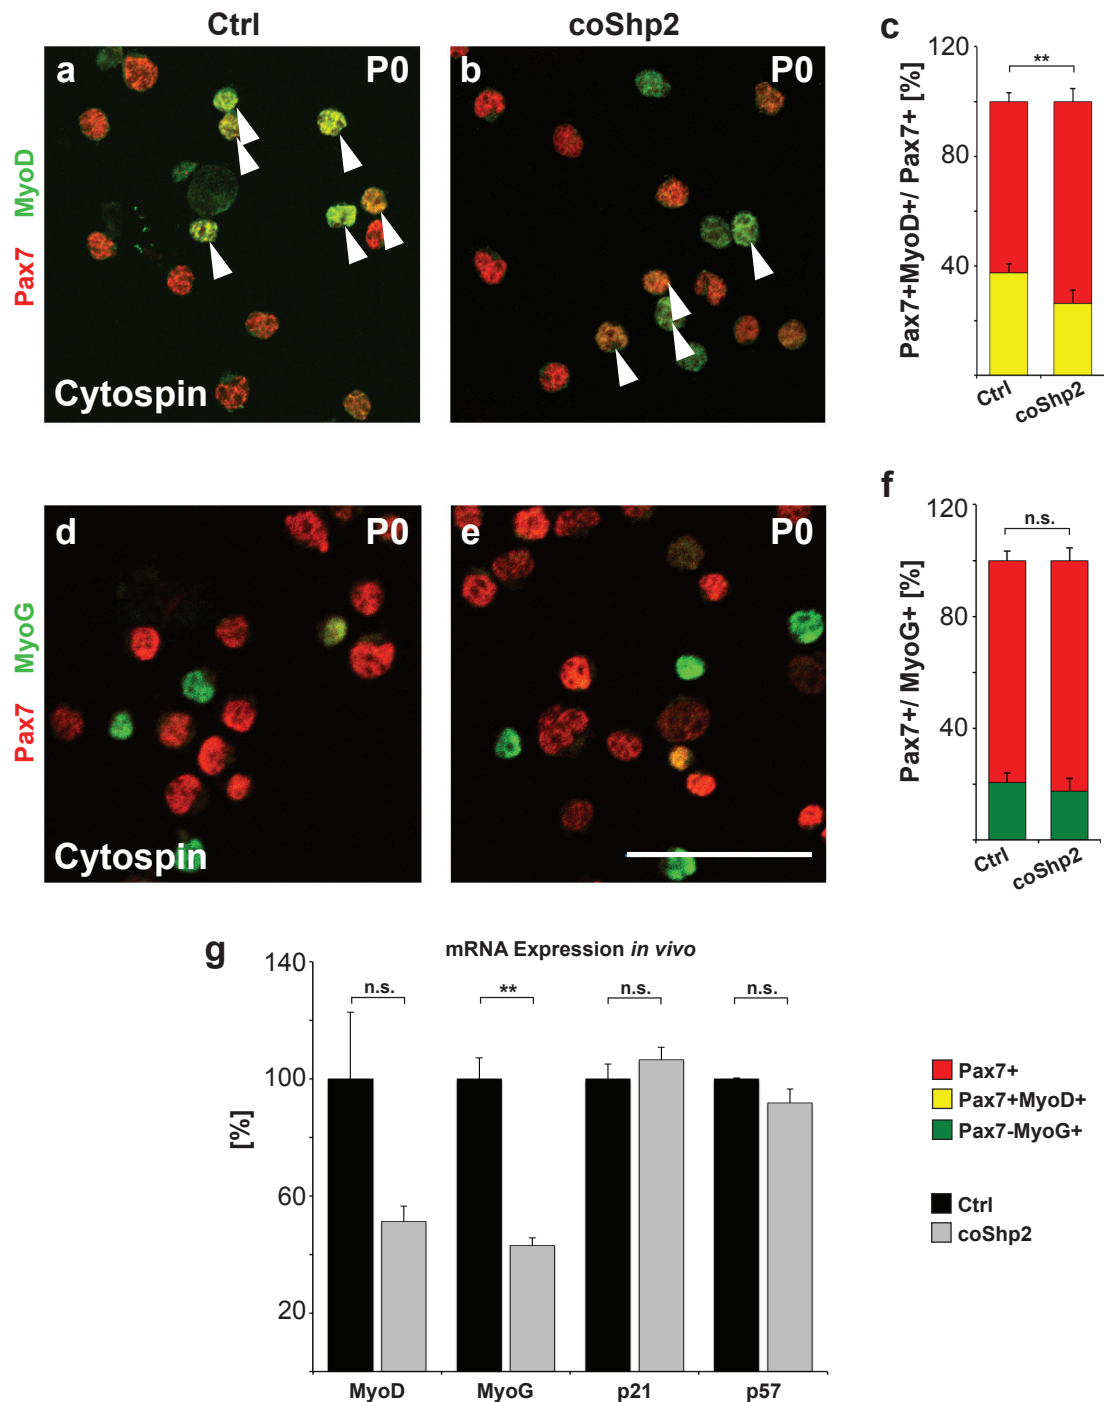 Ctrl
coShp2
a
P0
b
P0
c
Pax7 MyoD
Cytospin
Pax7+MyoD+/ Pax7+ [%]
120
80
40
**
Ctrl
coShp2
d
P0
e
P0
f
Pax7 MyoG
Cytospin
Pax7+/ MyoG+ [%]
120
80
40
n.s.
Ctrl
coShp2
g
mRNA Expression in vivo
[%]
140
100
60
20
n.s.
**
n.s.
n.s.
MyoD
MyoG
p21
p57
Pax7+
Pax7+MyoD+
Pax7-MyoG+
Ctrl
coShp2